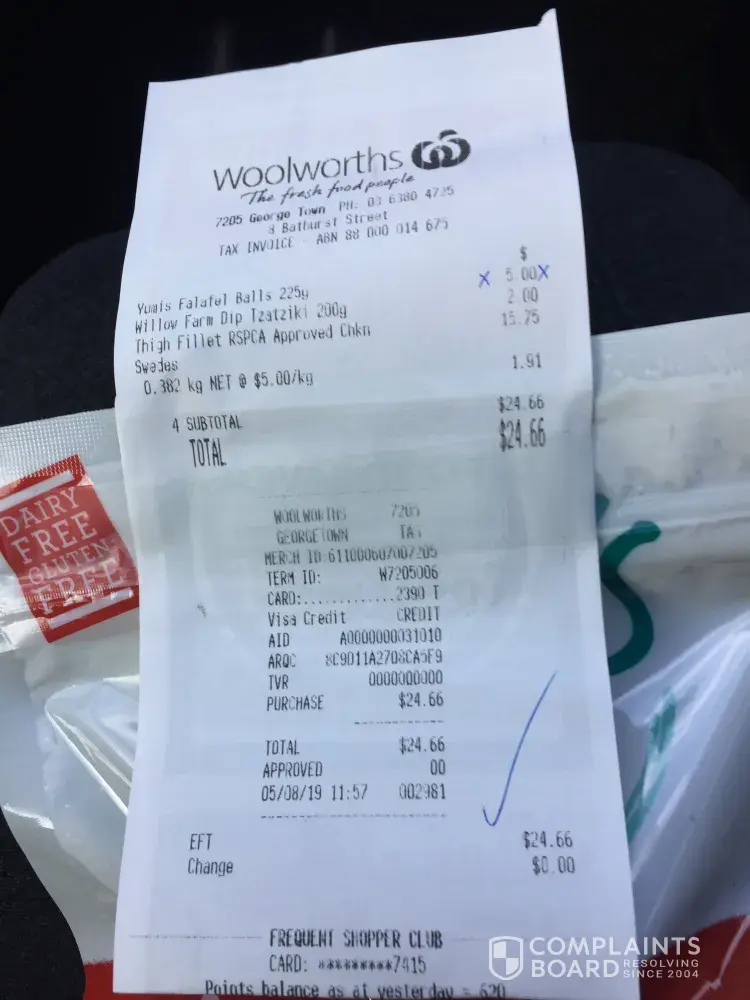 Woolworths
The fresh food people
7205 George Town PH: 03 6380 4735
8 Bathurst Street
TAX INVOICE - ABN 88 000 014 675
$
Yumis Falafel Balls 225g X 5.00X
Willow Farm Dip Tzatziki 200g 2.00
Thigh Fillet RSPCA Approved Chkn 15.75
Swedes
0.382 kg NET @ $5.00/kg 1.91
4 SUBTOTAL $24.66
TOTAL $24.66
WOOLWORTHS 7205
GEORGETOWN TAS
MERCH ID:
TERM ID: W7205006
CARD:............2390 T
Visa Credit CREDIT
AID A0000000031010
ARQC 8C9D11A27D8CA5F9
TVR 0000000000
PURCHASE $24.66
TOTAL $24.66
APPROVED 00
05/08/19 11:57 002981
EFT $24.66
Change $0.00
FREQUENT SHOPPER CLUB
CARD: *********7415
Points balance as at yesterday = 620
DAIRY
FREE
GLUTEN
FREE
COMPLAINTS
BOARD RESOLVING
SINCE 2004